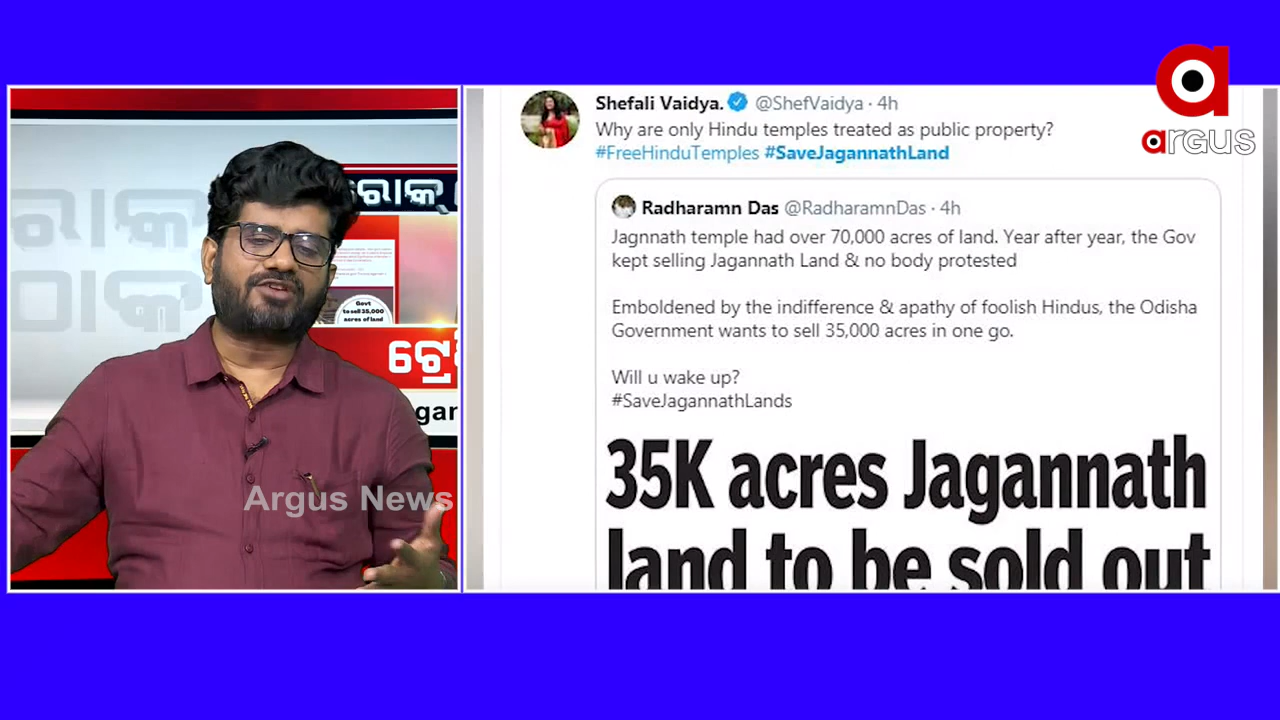 ରୋକ୍
ଠୋକ୍
ରୋକ୍
Govt
to sell 35,000
acres of land
ଟ୍ରେ
gan
Argus News
Shefali Vaidya. @ShefVaidya · 4h
Why are only Hindu temples treated as public property?
#FreeHinduTemples #SaveJagannathLand
Radharamn Das @RadharamnDas · 4h
Jagnnath temple had over 70,000 acres of land. Year after year, the Gov
kept selling Jagannath Land & no body protested
Emboldened by the indifference & apathy of foolish Hindus, the Odisha
Government wants to sell 35,000 acres in one go.
Will u wake up?
#SaveJagannathLands
35K acres Jagannath
land to be sold out
a
argus